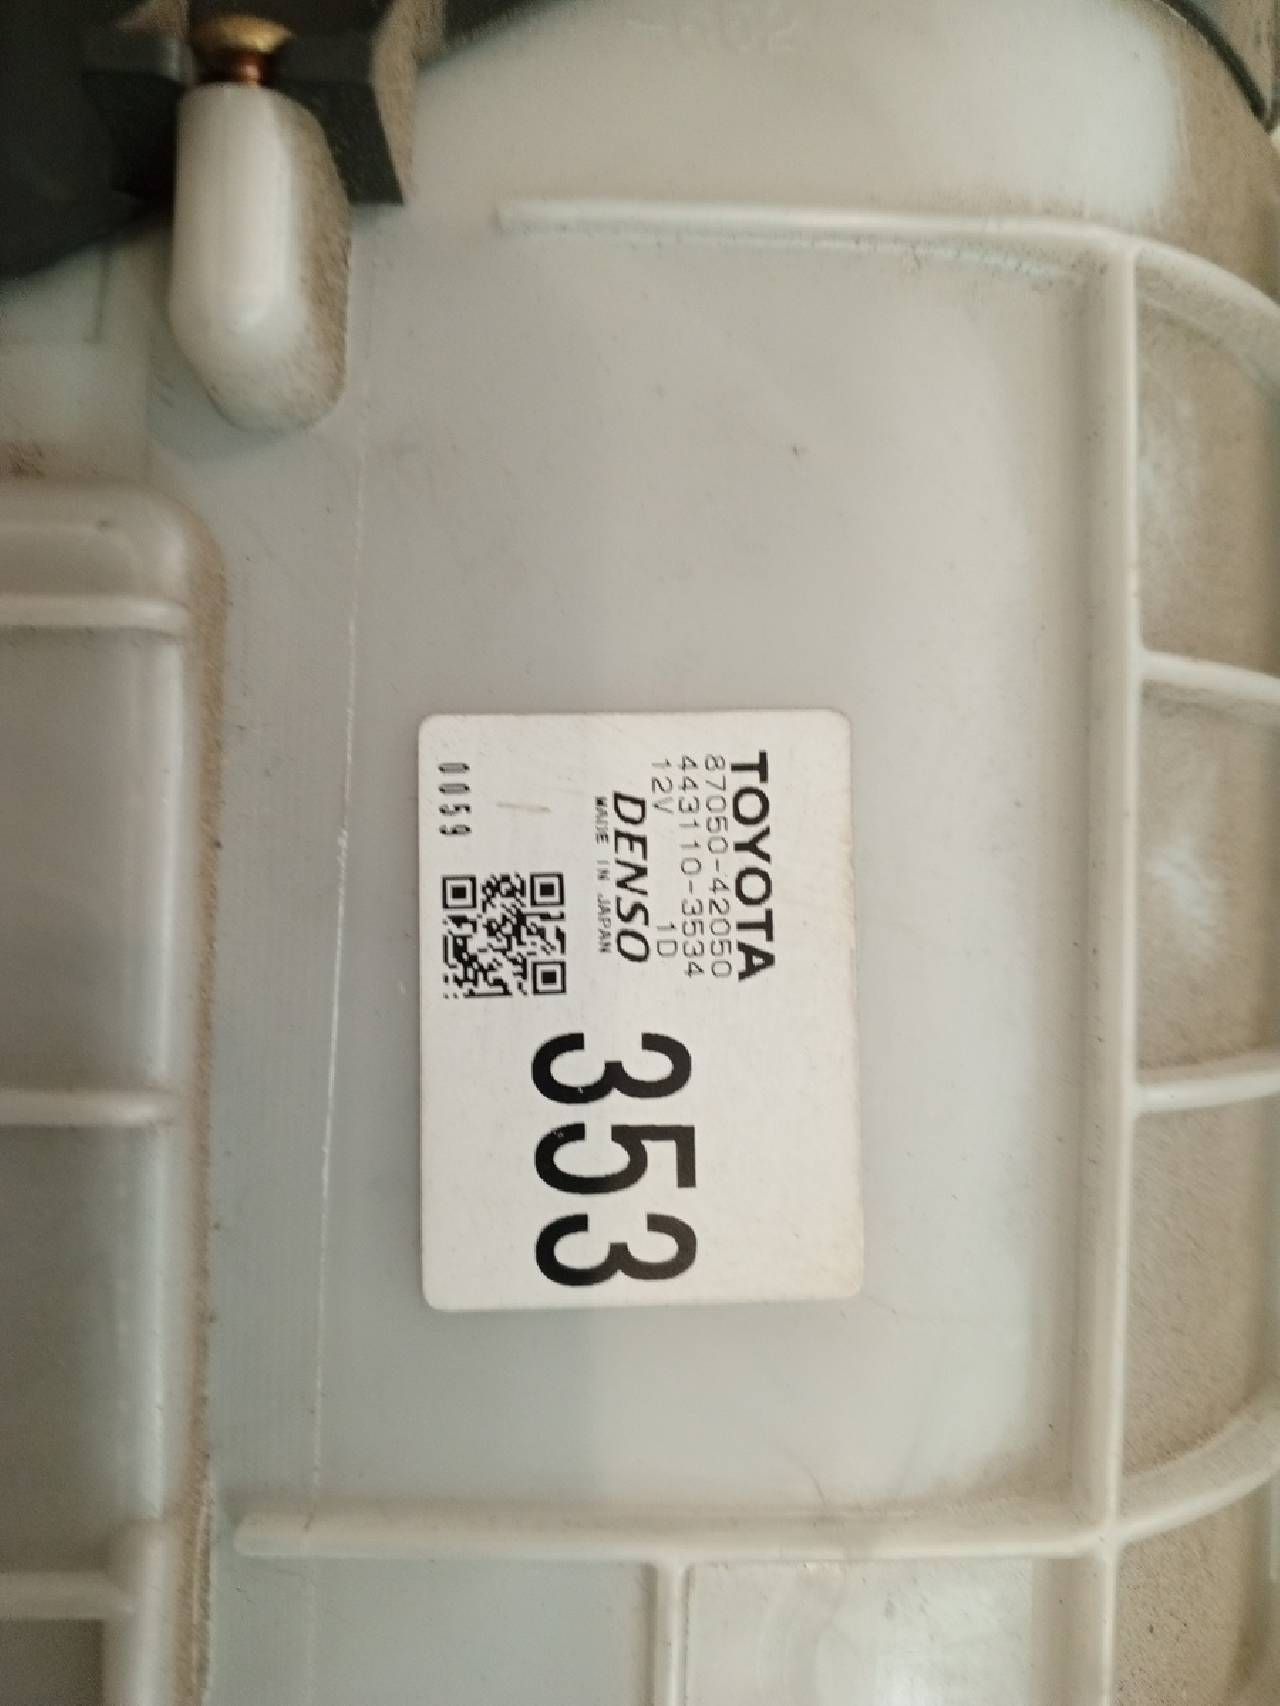 TOYOTA
87050-42050
443110-3534
12V 1D
DENSO
MADE IN JAPAN
0059
353